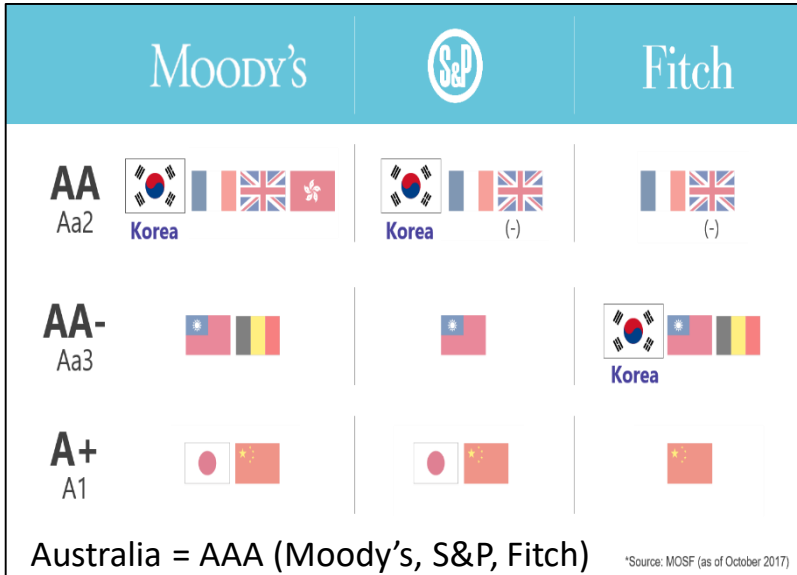 MOODY'S S&P Fitch
AA
Aa2
Korea Korea (-) (-)
AA-
Aa3
Korea
A+
A1
Australia = AAA (Moody's, S&P, Fitch)
*Source: MOSF (as of October 2017)